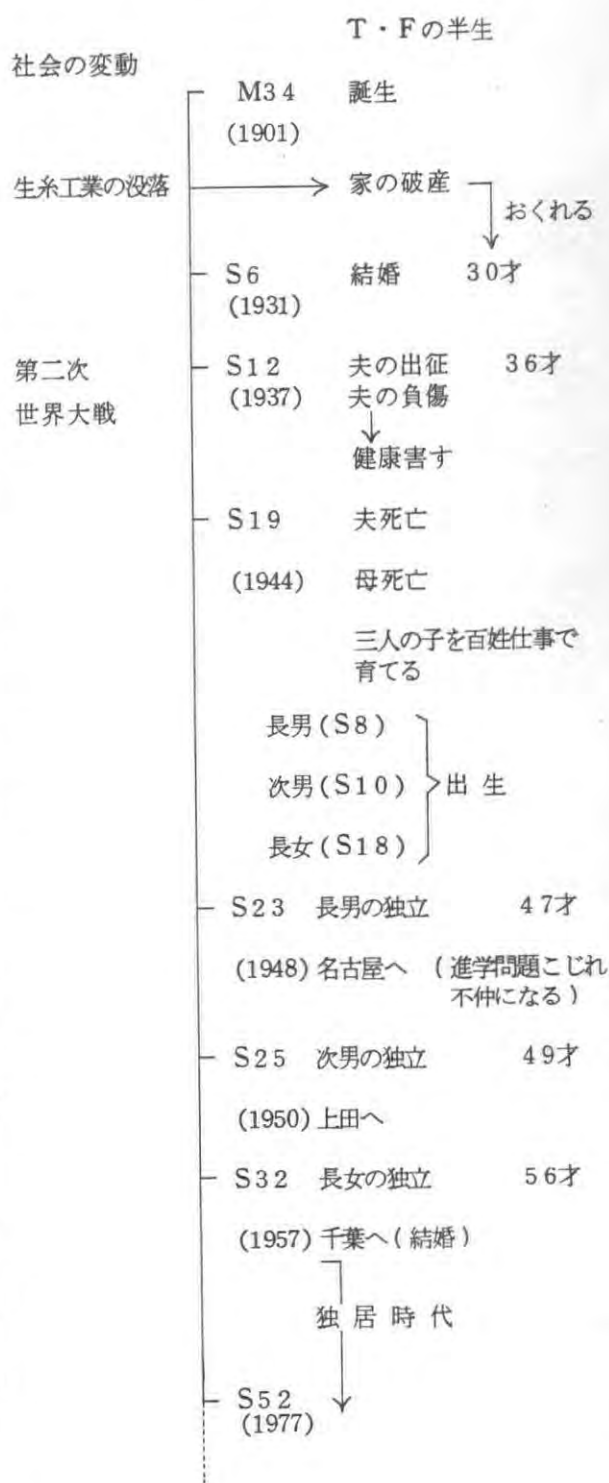 T・Fの半生
社会の変動
M34 誕生
(1901)
生糸工業の没落 家の破産
おくれる
S6 結婚 30才
(1931)
第二次 S12 夫の出征 36才
世界大戦 (1937) 夫の負傷
健康害す
S19 夫死亡
(1944) 母死亡
三人の子を百姓仕事で
育てる
長男(S8)
次男(S10) 出生
長女(S18)
S23 長男の独立 47才
(1948) 名古屋へ (進学問題こじれ
不仲になる)
S25 次男の独立 49才
(1950) 上田へ
S32 長女の独立 56才
(1957) 千葉へ(結婚)
独居時代
S52
(1977)